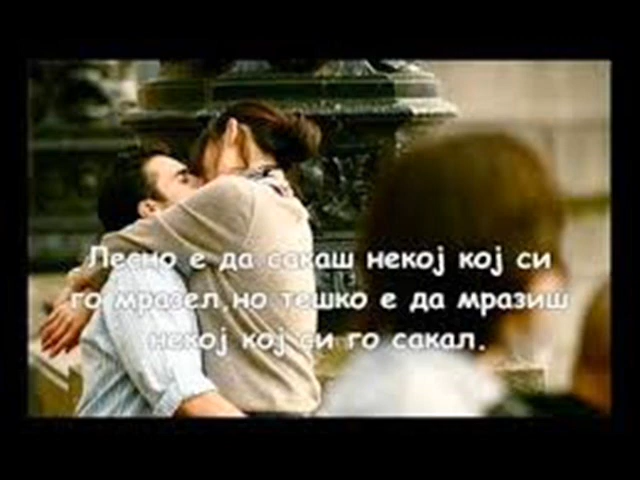 Лесно е да сакаш некој кој си
го мразел,но тешко е да мразиш
некој кој си го сакал.